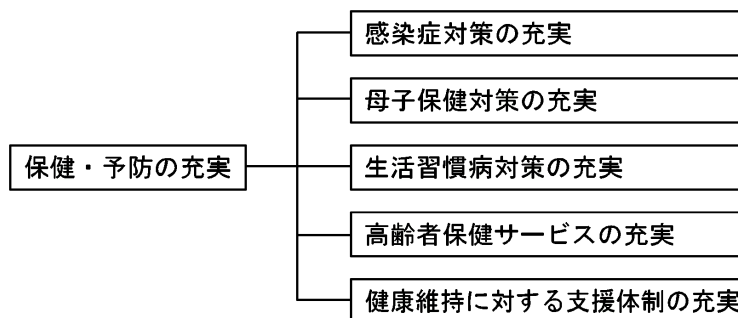 感染症対策の充実
母子保健対策の充実
保健・予防の充実
生活習慣病対策の充実
高齢者保健サービスの充実
健康維持に対する支援体制の充実